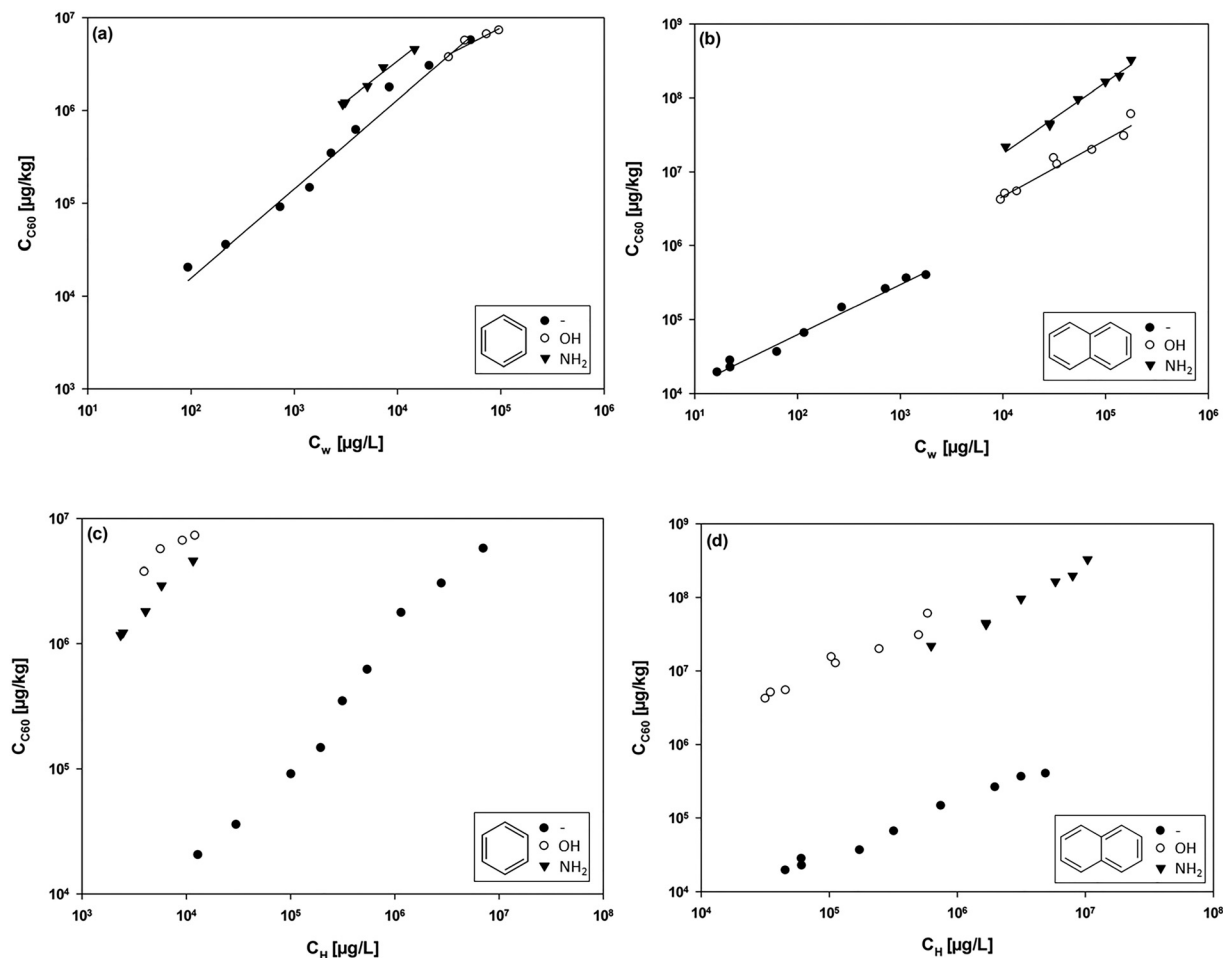 (a)
10⁷
10⁶
10⁵
10⁴
10³
C_C60 [µg/kg]
10¹ 10² 10³ 10⁴ 10⁵ 10⁶
C_w [µg/L]
-
OH
NH₂
(b)
10⁹
10⁸
10⁷
10⁶
10⁵
10⁴
C_C60 [µg/kg]
10¹ 10² 10³ 10⁴ 10⁵ 10⁶
C_w [µg/L]
-
OH
NH₂
(c)
10⁷
10⁶
10⁵
10⁴
C_C60 [µg/kg]
10³ 10⁴ 10⁵ 10⁶ 10⁷ 10⁸
C_H [µg/L]
-
OH
NH₂
(d)
10⁹
10⁸
10⁷
10⁶
10⁵
10⁴
C_C60 [µg/kg]
10⁴ 10⁵ 10⁶ 10⁷ 10⁸
C_H [µg/L]
-
OH
NH₂